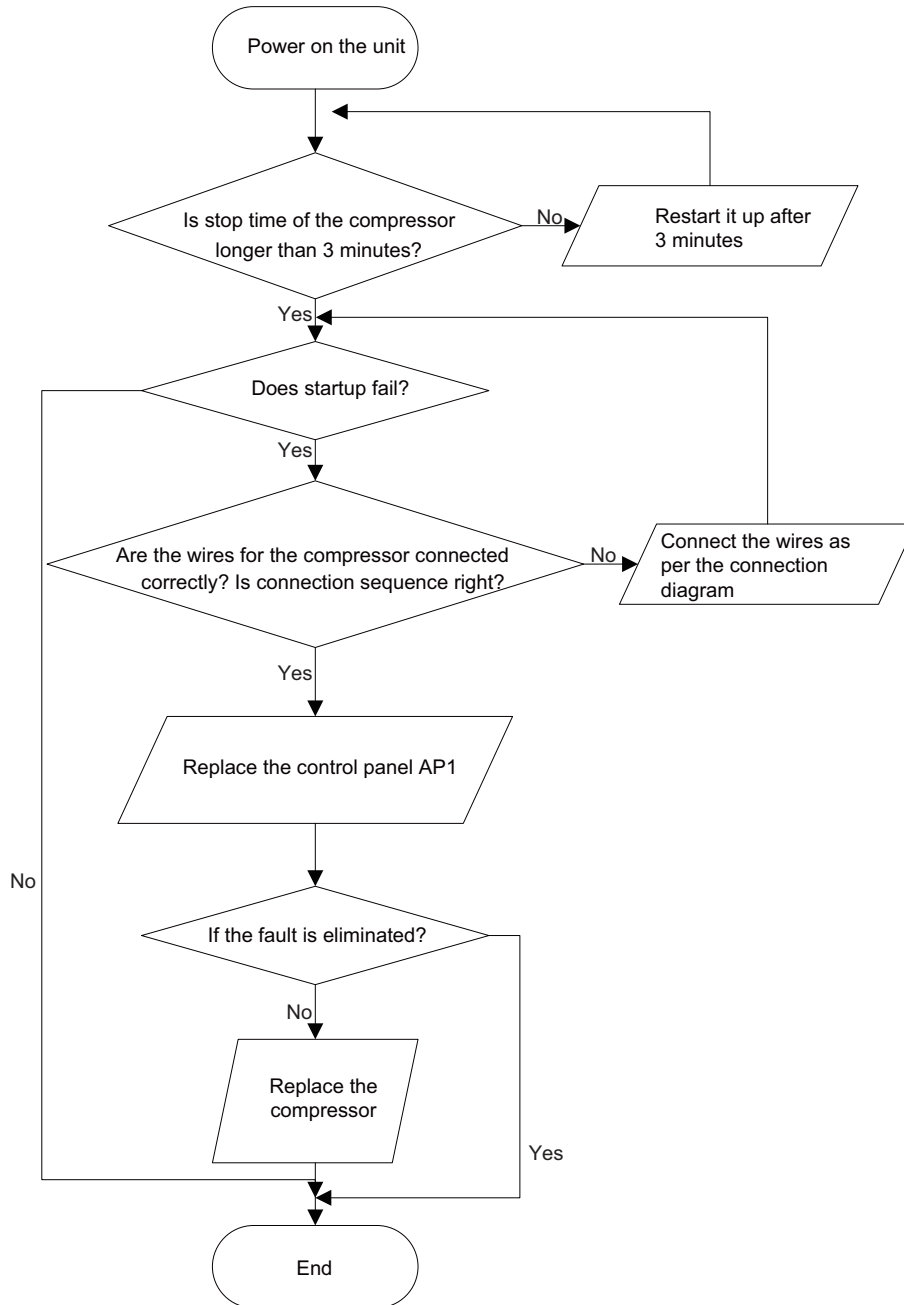 Power on the unit
Is stop time of the compressor
longer than 3 minutes?
No
Restart it up after
3 minutes
Yes
Does startup fail?
Yes
Are the wires for the compressor connected
correctly? Is connection sequence right?
No
Connect the wires as
per the connection
diagram
Yes
Replace the control panel AP1
No
If the fault is eliminated?
No
Replace the
compressor
Yes
End